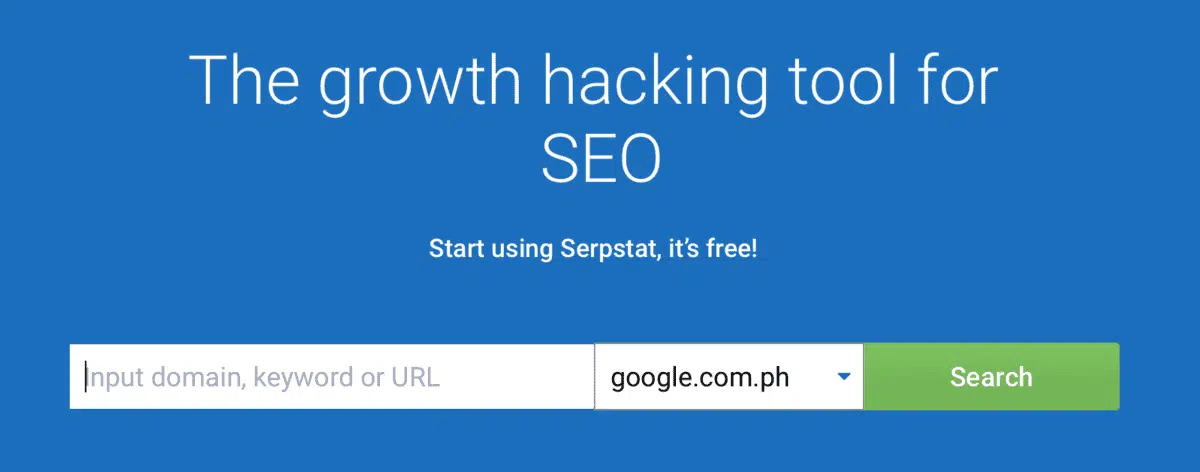 The growth hacking tool for
SEO
Start using Serpstat, it’s free!
Input domain, keyword or URL
google.com.ph
Search